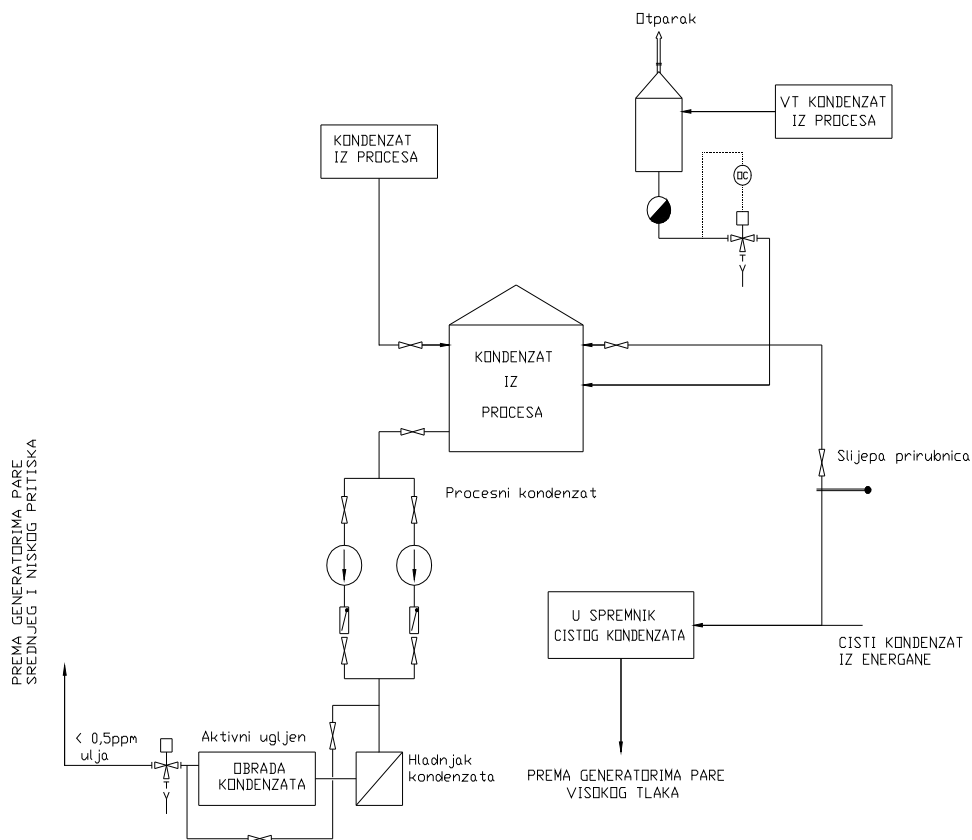 Otparak
VT KONDENZAT
IZ PROCESA
KONDENZAT
IZ PROCESA
OC
T
Y
KONDENZAT
IZ
PROCESA
Slijepa prirubnica
Procesni kondenzat
PREMA GENERATORIMA PARE
SREDNJEG I NISKOG PRITISKA
U SPREMNIK
CISTOG KONDENZATA
CISTI KONDENZAT
IZ ENERGANE
< 0,5ppm
ulja
Aktivni ugljen
OBRADA
KONDENZATA
Hladnjak
kondenzata
T
Y
PREMA GENERATORIMA PARE
VISOKOG TLAKA